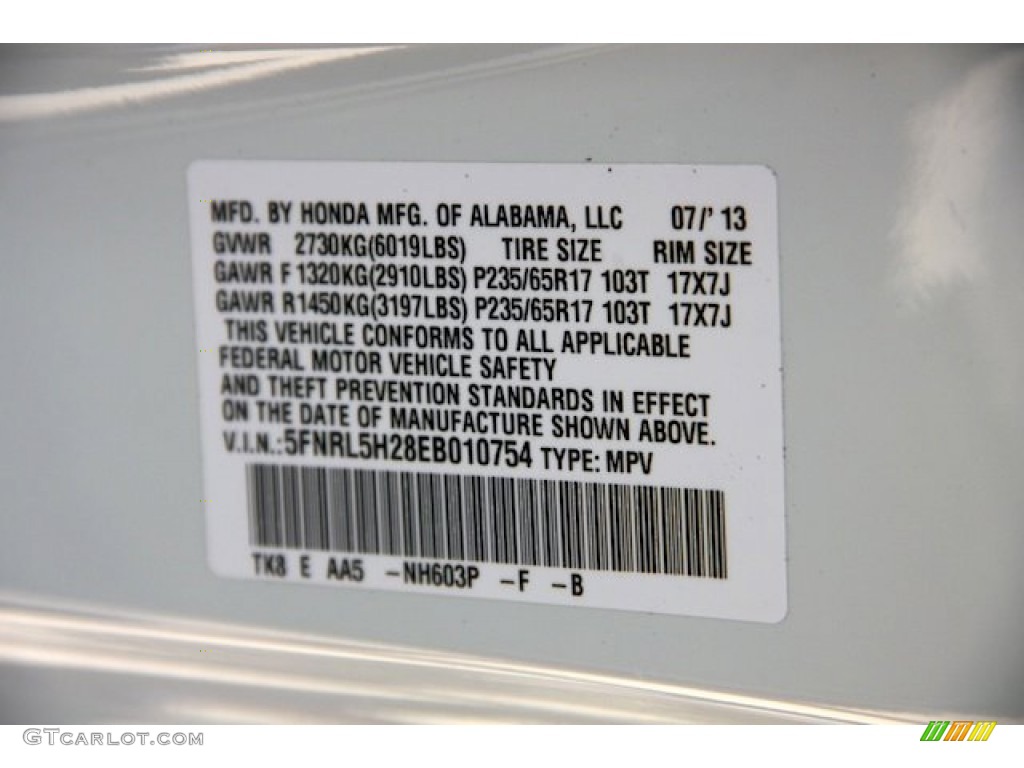 MFD. BY HONDA MFG. OF ALABAMA, LLC 07/' 13
GVWR 2730KG(6019LBS) TIRE SIZE RIM SIZE
GAWR F 1320KG(2910LBS) P235/65R17 103T 17X7J
GAWR R1450KG(3197LBS) P235/65R17 103T 17X7J
THIS VEHICLE CONFORMS TO ALL APPLICABLE
FEDERAL MOTOR VEHICLE SAFETY
AND THEFT PREVENTION STANDARDS IN EFFECT
ON THE DATE OF MANUFACTURE SHOWN ABOVE.
V.I.N.:5FNRL5H28EB010754 TYPE: MPV
TK8 E AA5 -NH603P -F -B
GTCARLOT.COM